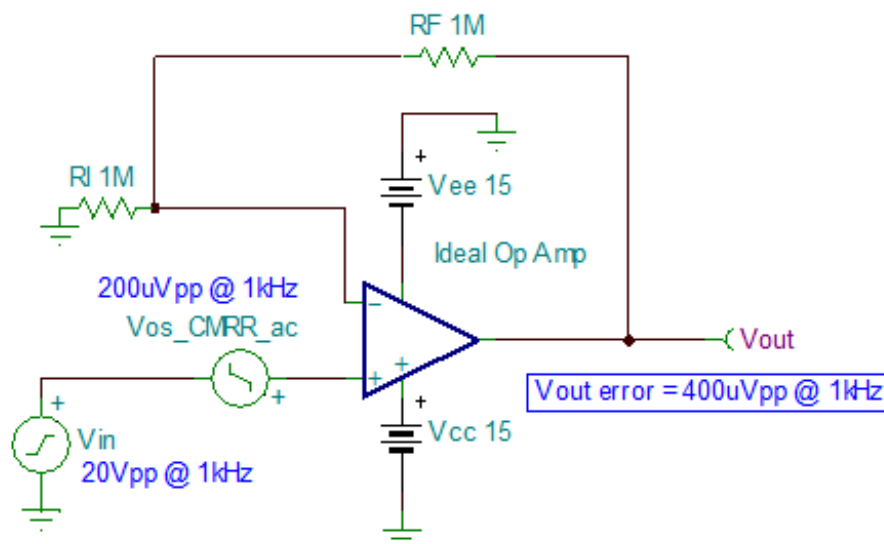 RF 1M
+
RI 1M
Vee 15
Ideal Op Amp
200uVpp @ 1kHz
Vos_CMRR_ac
−
+
+
+
Vout
Vout error = 400uVpp @ 1kHz
+
+
Vcc 15
Vin
20Vpp @ 1kHz